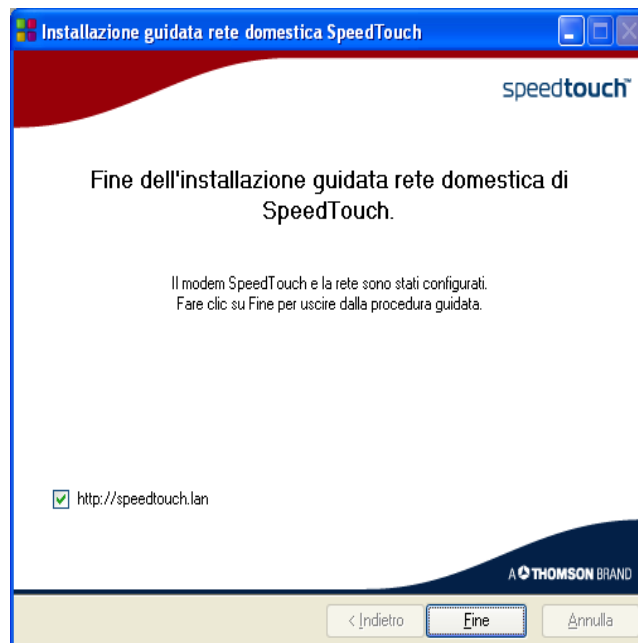 Installazione guidata rete domestica SpeedTouch
speedtouch™
Fine dell'installazione guidata rete domestica di
SpeedTouch.
Il modem SpeedTouch e la rete sono stati configurati.
Fare clic su Fine per uscire dalla procedura guidata.
http://speedtouch.lan
A THOMSON BRAND
< Indietro
Fine
Annulla